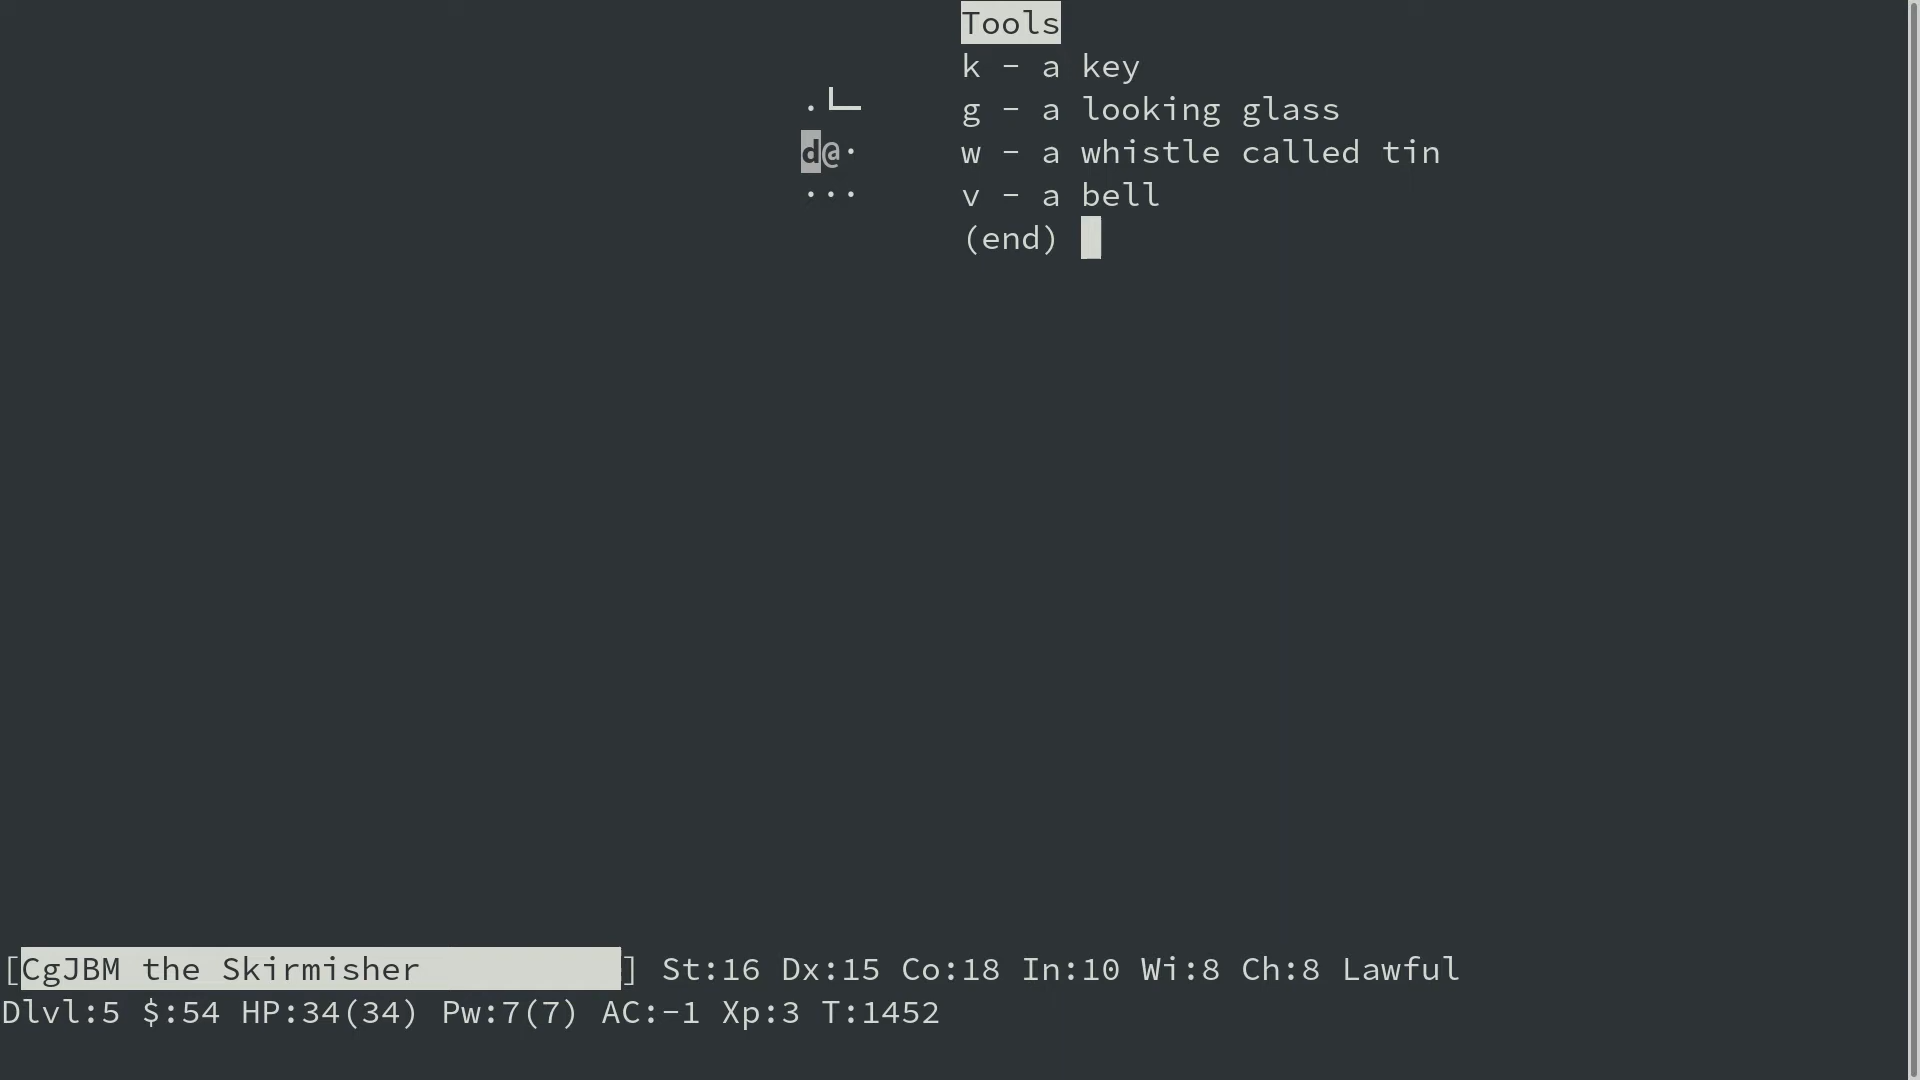 Tools
k - a key
g - a looking glass
d@· w - a whistle called tin
v - a bell
(end)
[CgJBM the Skirmisher] St:16 Dx:15 Co:18 In:10 Wi:8 Ch:8 Lawful
Dlvl:5 $:54 HP:34(34) Pw:7(7) AC:-1 Xp:3 T:1452